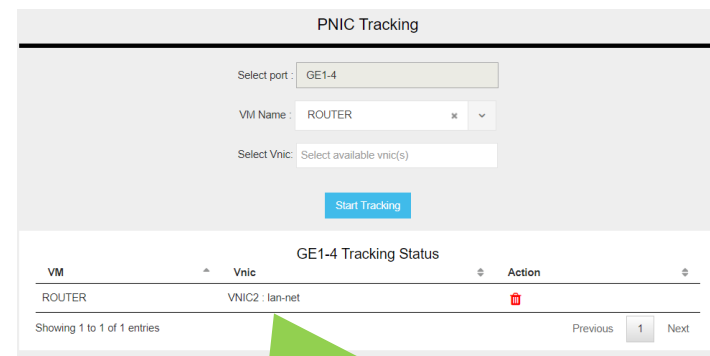 PNIC Tracking
Select port : GE1-4
VM Name : ROUTER
Select Vnic: Select available vnic(s)
Start Tracking
GE1-4 Tracking Status
VM Vnic Action
ROUTER VNIC2 : lan-net
Showing 1 to 1 of 1 entries Previous 1 Next